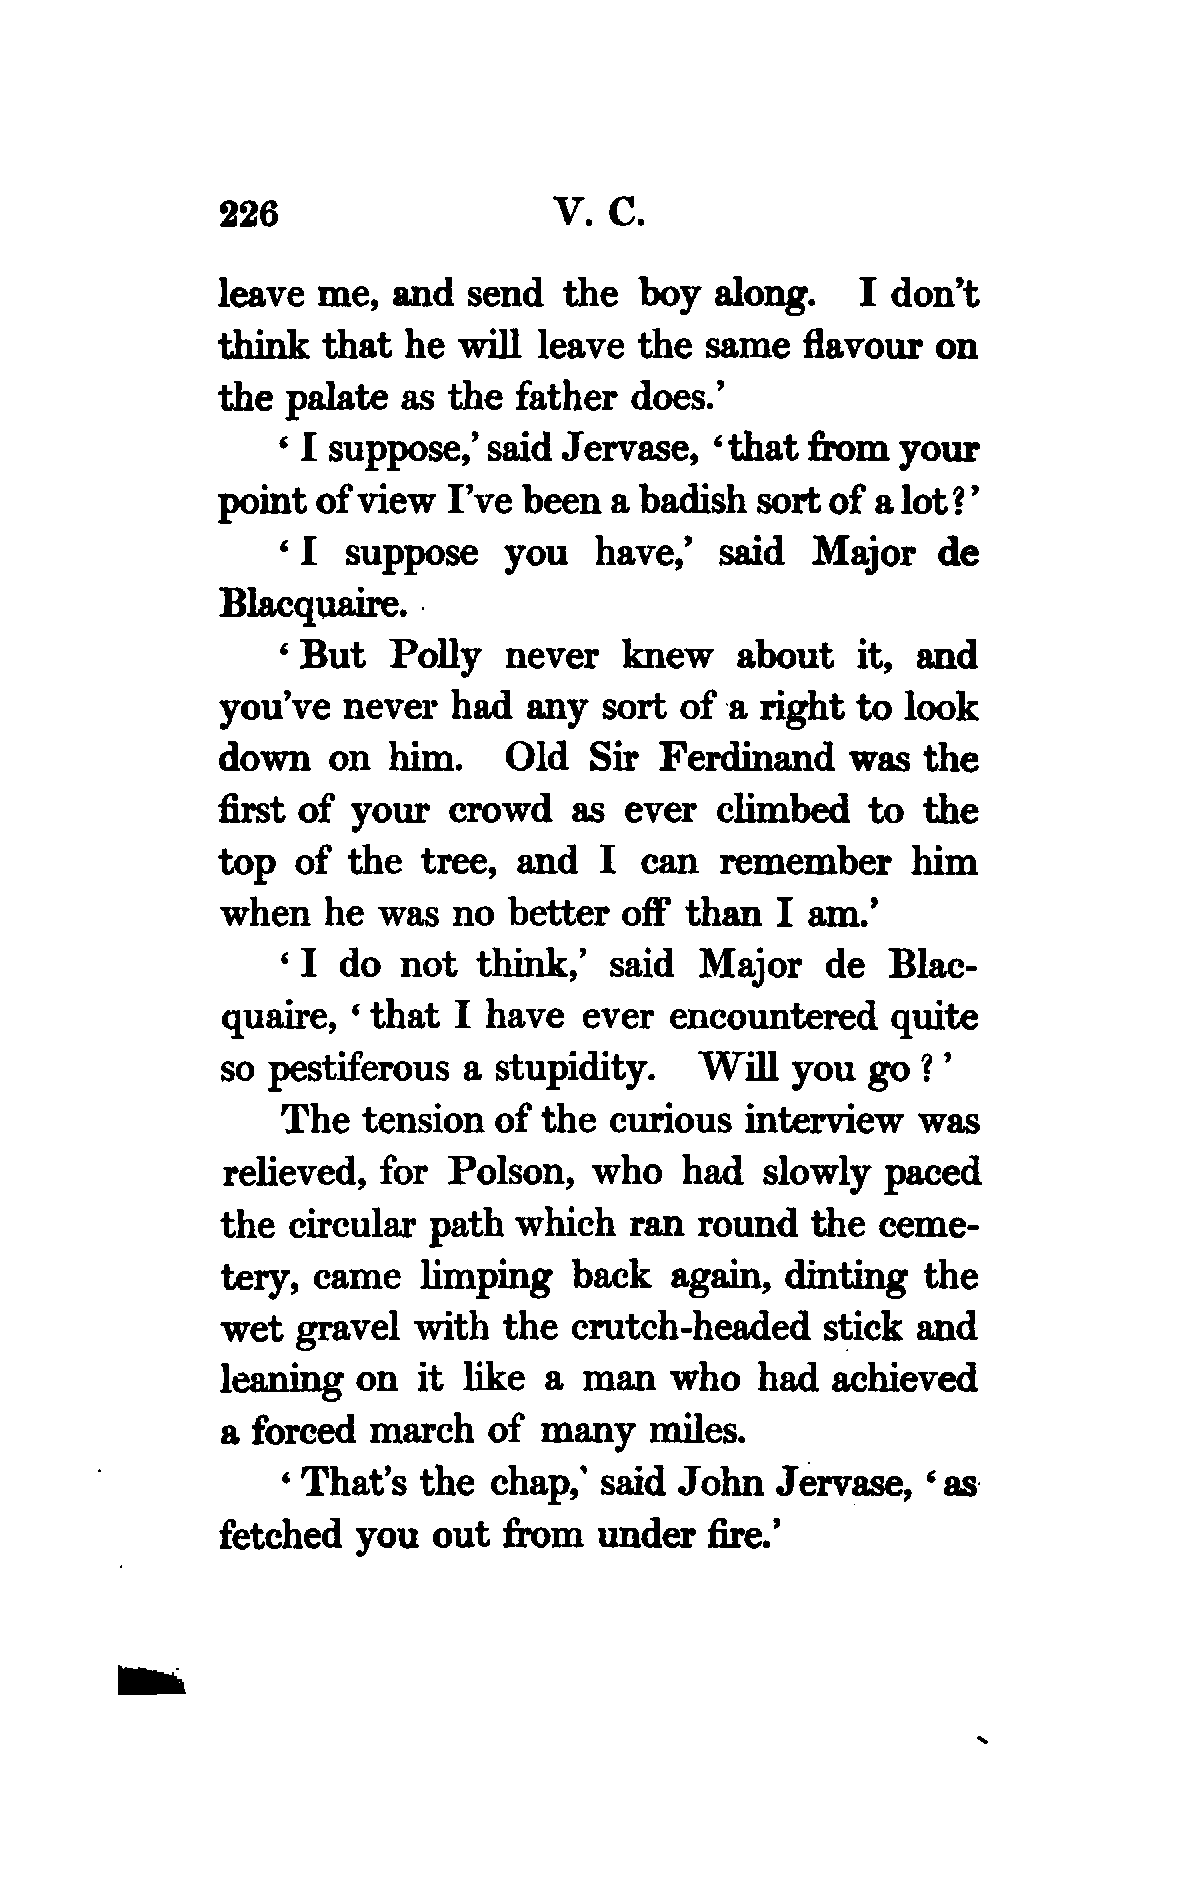 226 V. C.
leave me, and send the boy along. I don't
think that he will leave the same flavour on
the palate as the father does.'
' I suppose,' said Jervase, 'that from your
point of view I've been a badish sort of a lot?'
' I suppose you have,' said Major de
Blacquaire.
' But Polly never knew about it, and
you've never had any sort of a right to look
down on him. Old Sir Ferdinand was the
first of your crowd as ever climbed to the
top of the tree, and I can remember him
when he was no better off than I am.'
' I do not think,' said Major de Blac-
quaire, ' that I have ever encountered quite
so pestiferous a stupidity. Will you go ? '
The tension of the curious interview was
relieved, for Polson, who had slowly paced
the circular path which ran round the ceme-
tery, came limping back again, dinting the
wet gravel with the crutch-headed stick and
leaning on it like a man who had achieved
a forced march of many miles.
' That's the chap,' said John Jervase, ' as
fetched you out from under fire.'